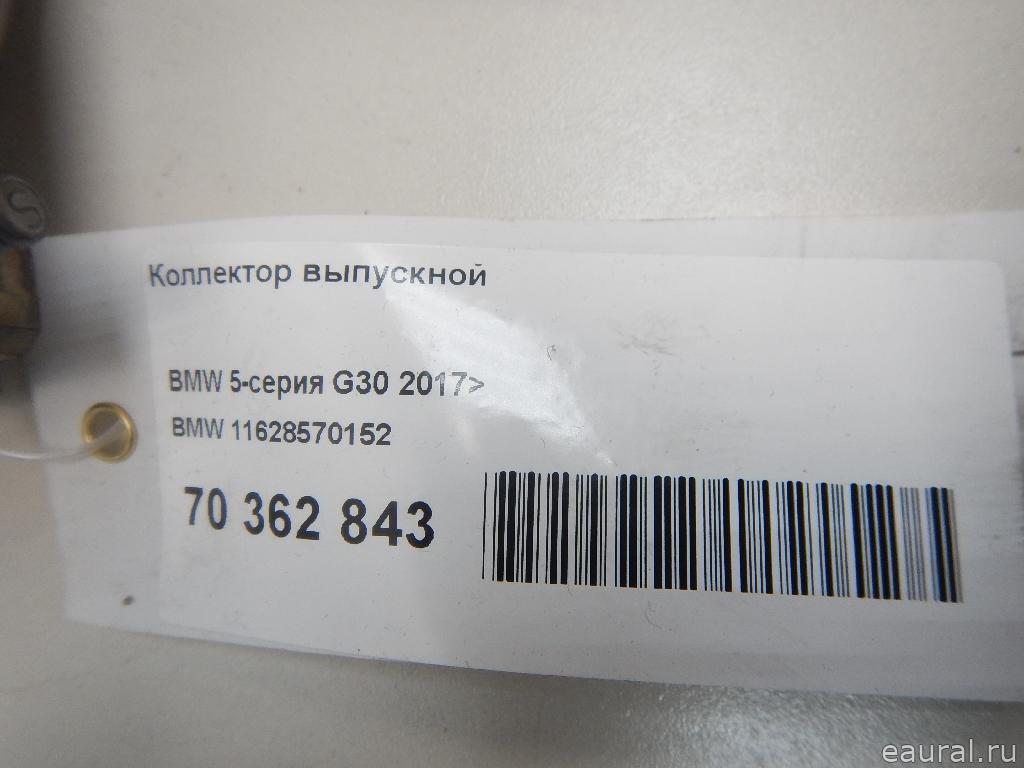 Коллектор выпускной
BMW 5-серия G30 2017>
BMW 11628570152
70 362 843
S
eaural.ru